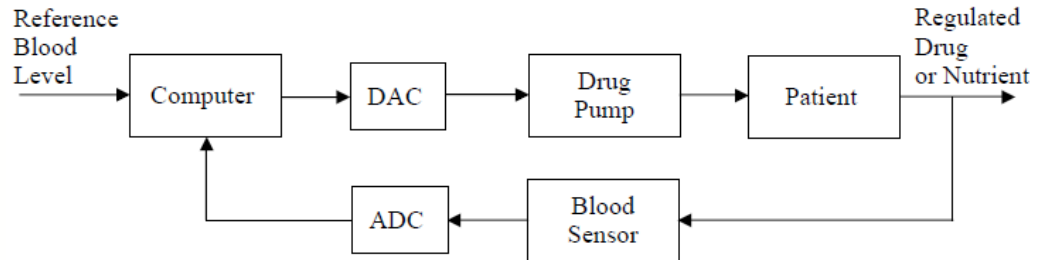 Reference
Blood
Level
Computer
DAC
Drug
Pump
Patient
Regulated
Drug
or Nutrient
ADC
Blood
Sensor